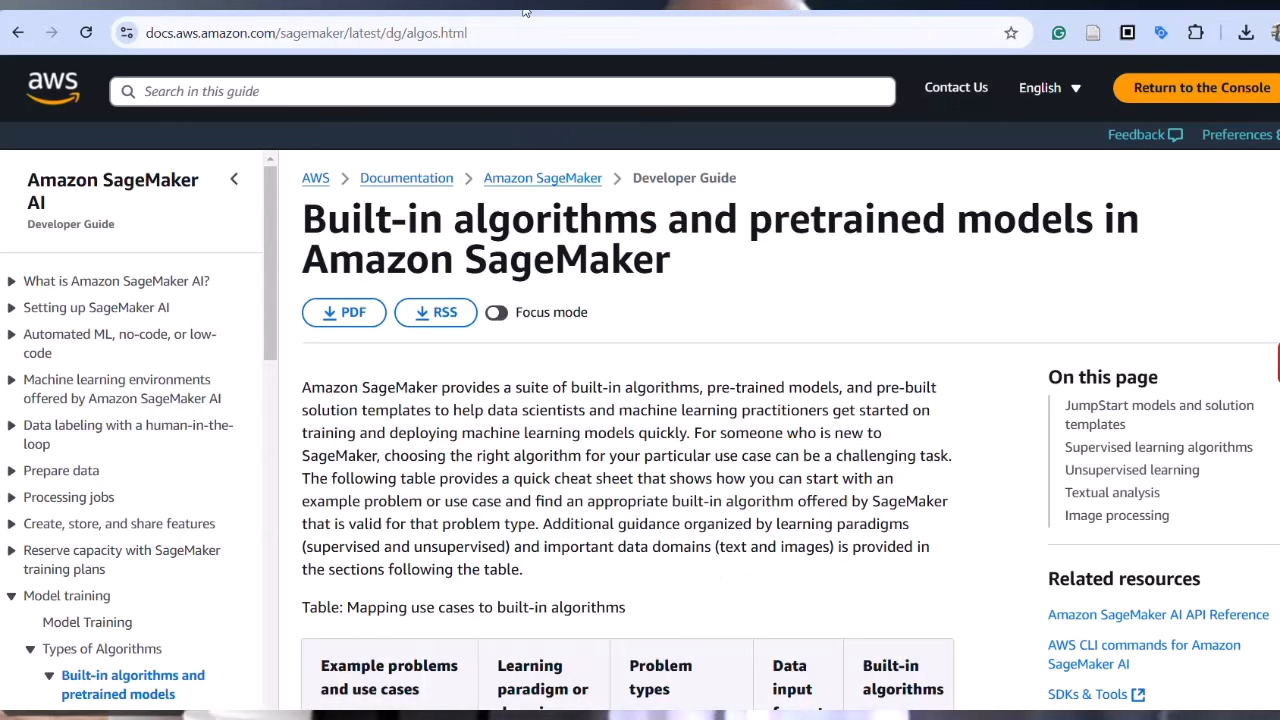 docs.aws.amazon.com/sagemaker/latest/dg/algos.html
aws
Search in this guide
Contact Us
English
Return to the Console
Feedback
Preferences
Amazon SageMaker
AI
Developer Guide
What is Amazon SageMaker AI?
Setting up SageMaker AI
Automated ML, no-code, or low-
code
Machine learning environments
offered by Amazon SageMaker AI
Data labeling with a human-in-the-
loop
Prepare data
Processing jobs
Create, store, and share features
Reserve capacity with SageMaker
training plans
Model training
Model Training
Types of Algorithms
Built-in algorithms and
pretrained models
AWS
Documentation
Amazon SageMaker
Developer Guide
Built-in algorithms and pretrained models in
Amazon SageMaker
PDF
RSS
Focus mode
Amazon SageMaker provides a suite of built-in algorithms, pre-trained models, and pre-built
solution templates to help data scientists and machine learning practitioners get started on
training and deploying machine learning models quickly. For someone who is new to
SageMaker, choosing the right algorithm for your particular use case can be a challenging task.
The following table provides a quick cheat sheet that shows how you can start with an
example problem or use case and find an appropriate built-in algorithm offered by SageMaker
that is valid for that problem type. Additional guidance organized by learning paradigms
(supervised and unsupervised) and important data domains (text and images) is provided in
the sections following the table.
Table: Mapping use cases to built-in algorithms
Example problems
and use cases
Learning
paradigm or
Problem
types
Data
input
Built-in
algorithms
On this page
JumpStart models and solution
templates
Supervised learning algorithms
Unsupervised learning
Textual analysis
Image processing
Related resources
Amazon SageMaker AI API Reference
AWS CLI commands for Amazon
SageMaker AI
SDKs & Tools